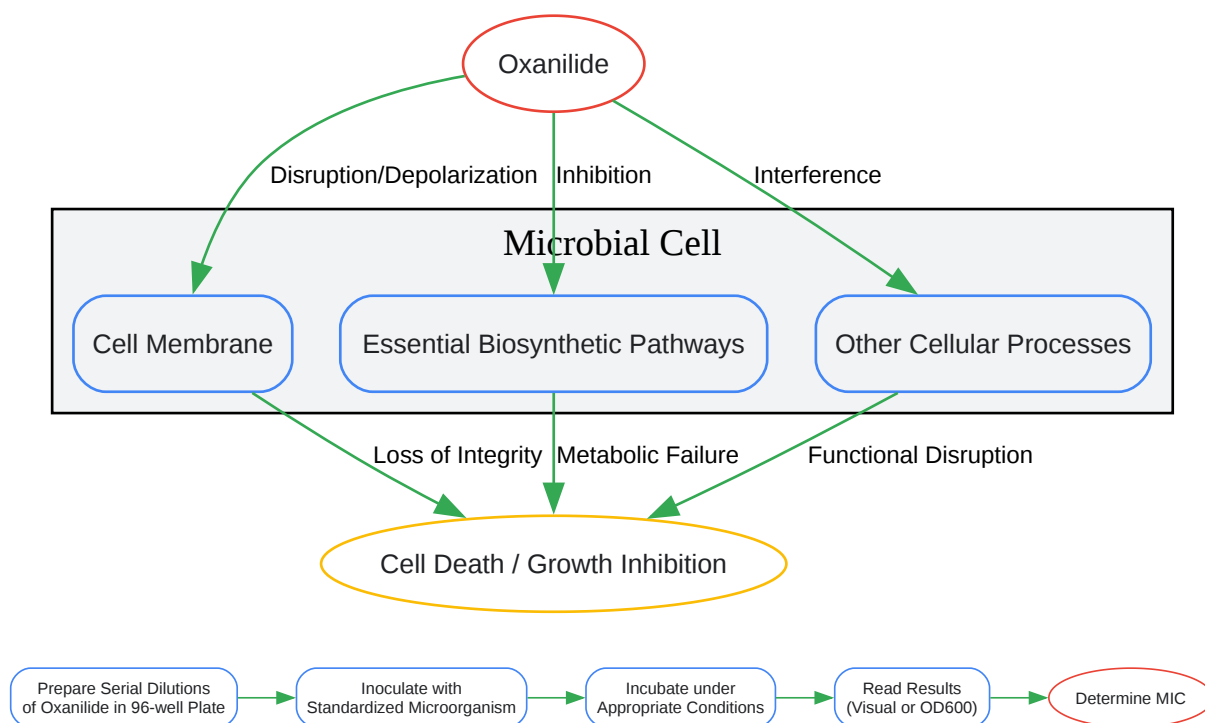 Oxanilide
Disruption/Depolarization
Inhibition
Interference
Microbial Cell
Cell Membrane
Essential Biosynthetic Pathways
Other Cellular Processes
Loss of Integrity
Metabolic Failure
Functional Disruption
Cell Death / Growth Inhibition
Prepare Serial Dilutions
of Oxanilide in 96-well Plate
Inoculate with
Standardized Microorganism
Incubate under
Appropriate Conditions
Read Results
(Visual or OD600)
Determine MIC